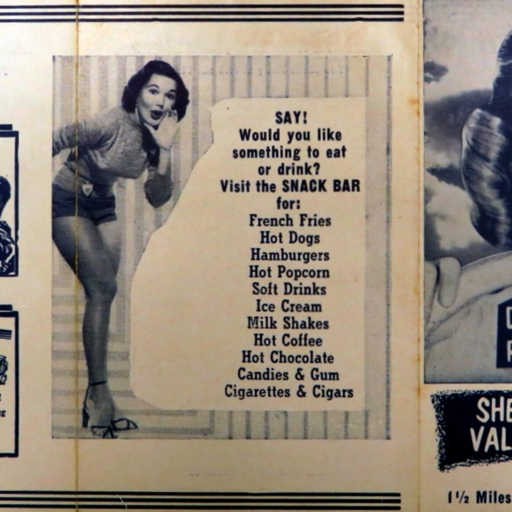 SAY!
Would you like
something to eat
or drink?
Visit the SNACK BAR
for:
French Fries
Hot Dogs
Hamburgers
Hot Popcorn
Soft Drinks
Ice Cream
Milk Shakes
Hot Coffee
Hot Chocolate
Candies & Gum
Cigarettes & Cigars
SHE
VAL
1½ Miles